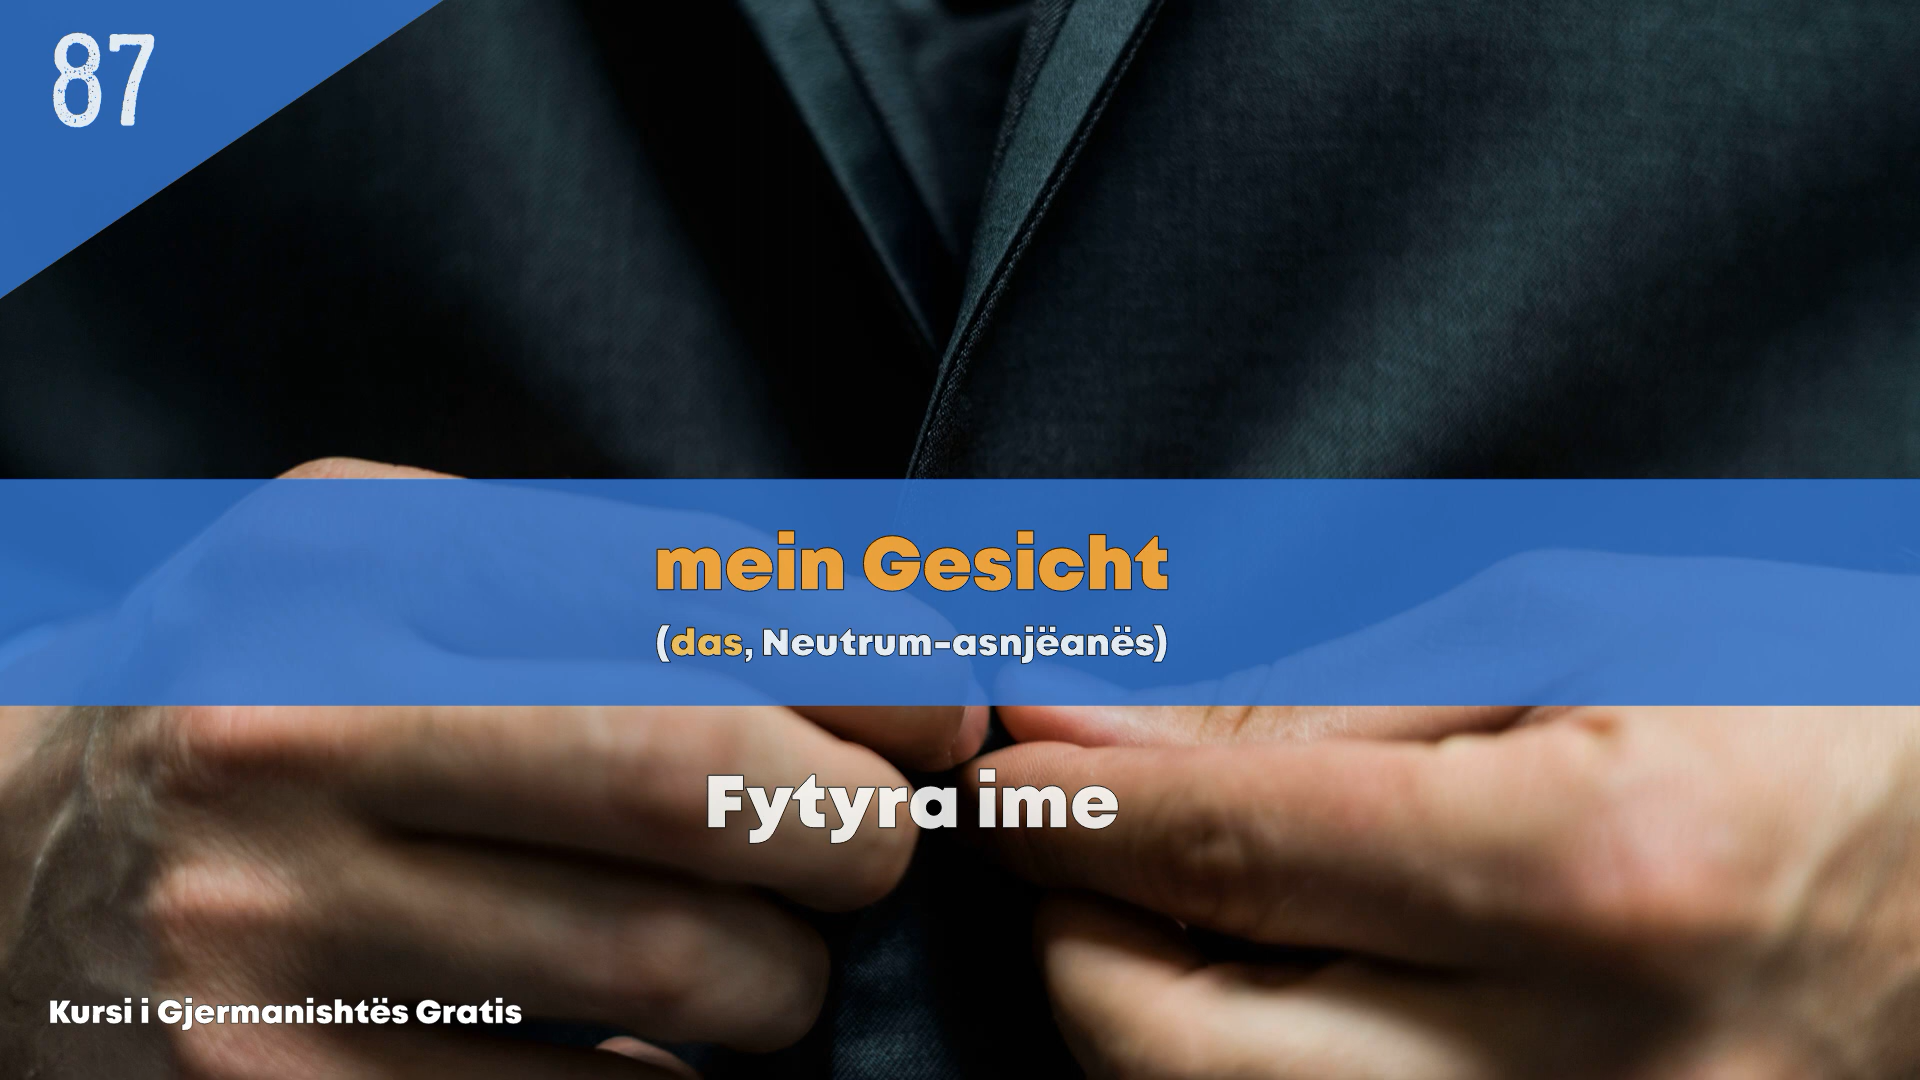 87
mein Gesicht
(das, Neutrum-asnjëanës)
Fytyra ime
Kursi i Gjermanishtës Gratis